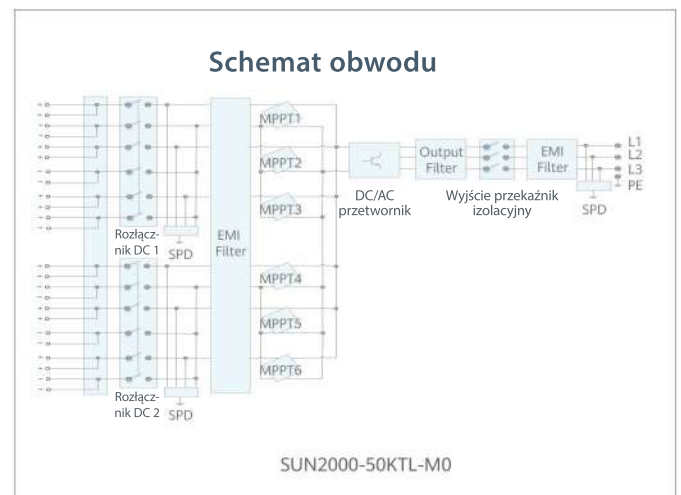 Schemat obwodu
MPPT1
MPPT2
MPPT3
MPPT4
MPPT5
MPPT6
Rozłącz-
nik DC 1
SPD
EMI
Filter
Rozłącz-
nik DC 2
SPD
DC/AC
przetwornik
Output
Filter
Wyjście przekaźnik
izolacyjny
EMI
Filter
L1
L2
L3
PE
SPD
SUN2000-50KTL-M0